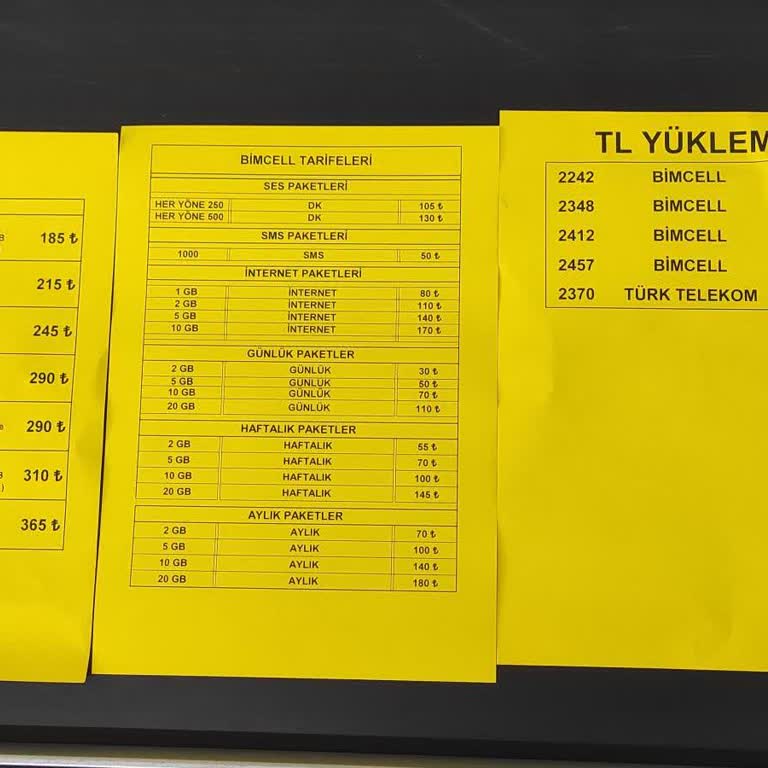 185 ₺
215 ₺
245 ₺
290 ₺
290 ₺
310 ₺
365 ₺
BİMCELL TARİFELERİ
SES PAKETLERİ
HER YÖNE 250 DK 105 ₺
HER YÖNE 500 DK 130 ₺
SMS PAKETLERİ
1000 SMS 50 ₺
İNTERNET PAKETLERİ
1 GB İNTERNET 80 ₺
2 GB İNTERNET 110 ₺
5 GB İNTERNET 140 ₺
10 GB İNTERNET 170 ₺
GÜNLÜK PAKETLER
2 GB GÜNLÜK 30 ₺
5 GB GÜNLÜK 50 ₺
10 GB GÜNLÜK 70 ₺
20 GB GÜNLÜK 110 ₺
HAFTALIK PAKETLER
2 GB HAFTALIK 55 ₺
5 GB HAFTALIK 70 ₺
10 GB HAFTALIK 100 ₺
20 GB HAFTALIK 145 ₺
AYLIK PAKETLER
2 GB AYLIK 70 ₺
5 GB AYLIK 100 ₺
10 GB AYLIK 140 ₺
20 GB AYLIK 180 ₺
TL YÜKLEM
2242 BİMCELL
2348 BİMCELL
2412 BİMCELL
2457 BİMCELL
2370 TÜRK TELEKOM